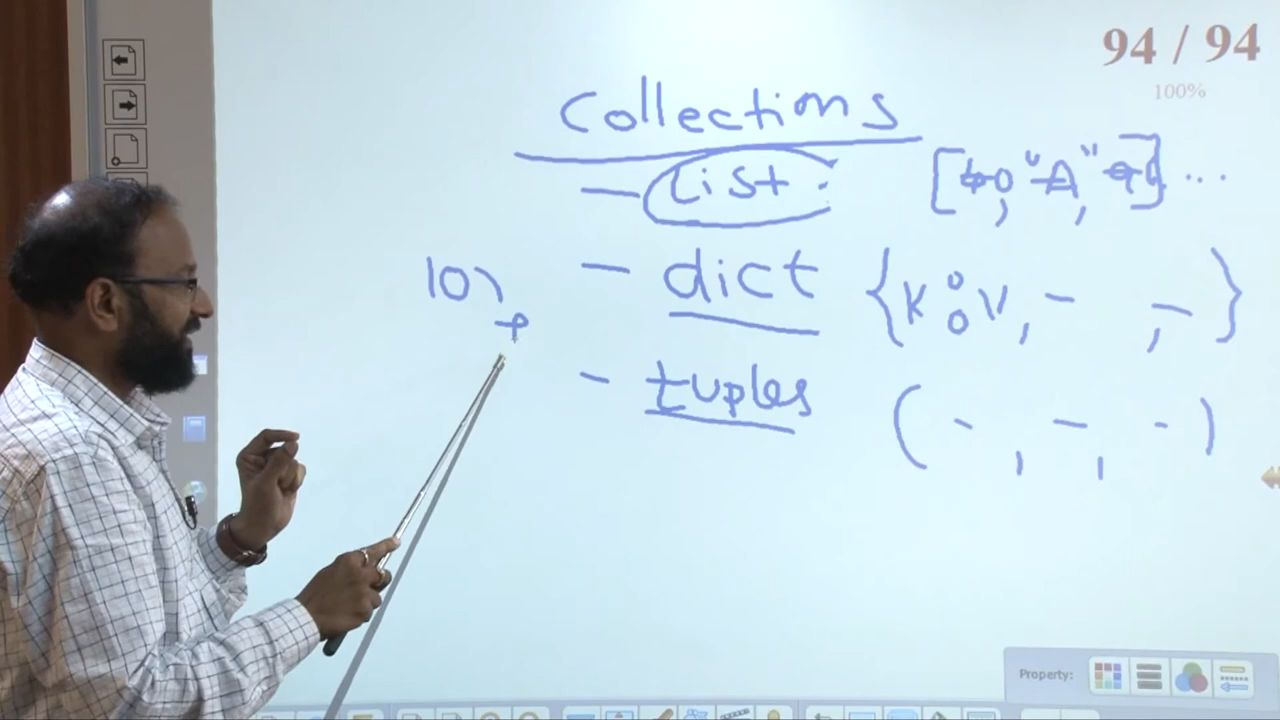 94 / 94
100%
Collections
- List
- dict { K : V , - , - }
- tuples ( - , - , - )
Property: